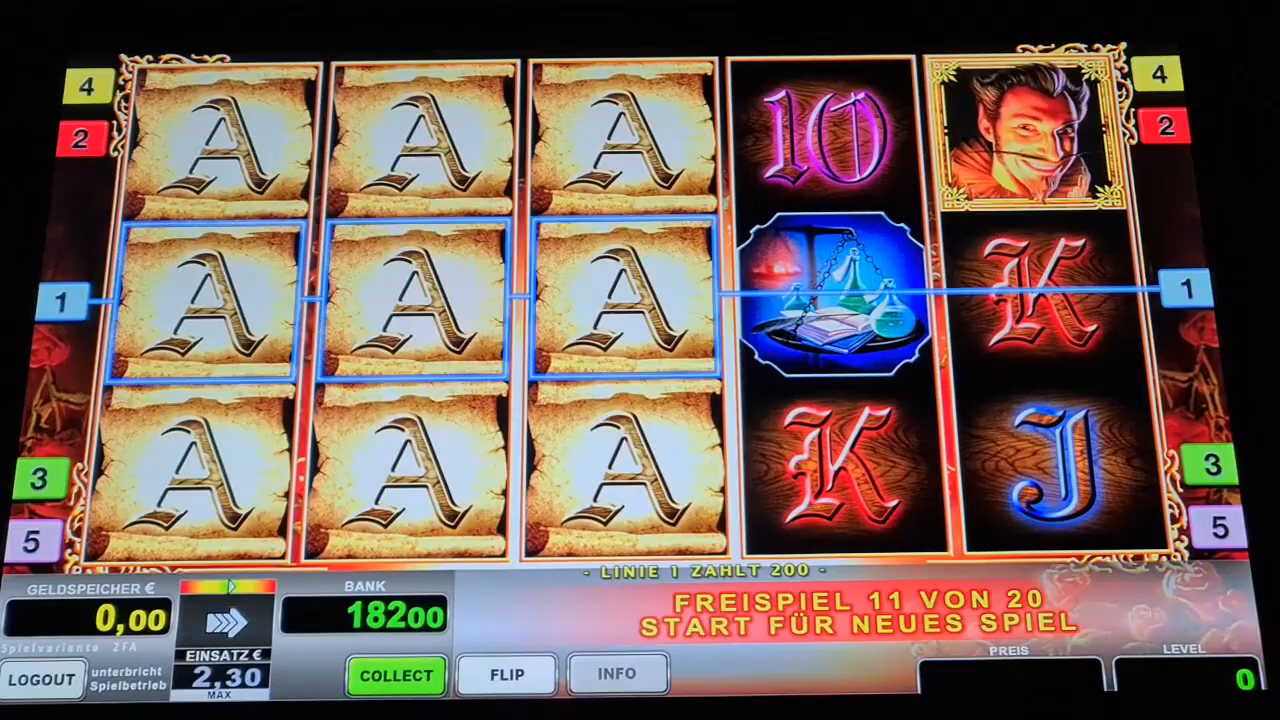 4
A
A
A
10
4
2
2
1
A
A
A
K
1
3
A
A
A
K
J
3
5
5
- LINIE 1 ZAHLT 200 -
GELDSPEICHER €
0,00
BANK
18200
FREISPIEL 11 VON 20
START FÜR NEUES SPIEL
Spielvariante 2FA
EINSATZ €
2,30
MAX
LOGOUT
unterbricht
Spielbetrieb
COLLECT
FLIP
INFO
PREIS
LEVEL
0